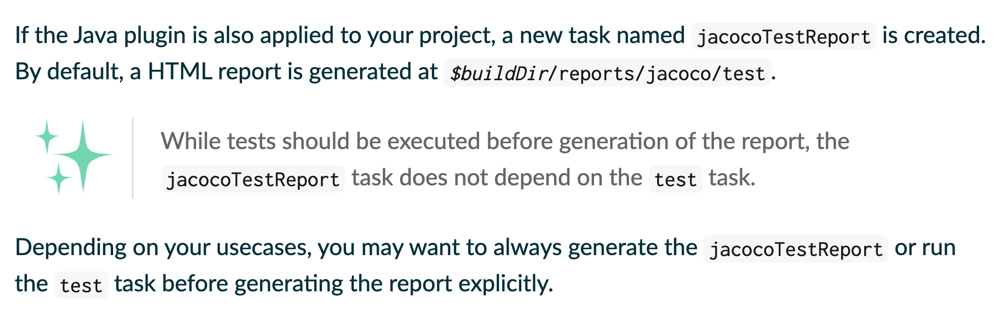 If the Java plugin is also applied to your project, a new task named jacocoTestReport is created.
By default, a HTML report is generated at $buildDir/reports/jacoco/test.
While tests should be executed before generation of the report, the
jacocoTestReport task does not depend on the test task.
Depending on your usecases, you may want to always generate the jacocoTestReport or run
the test task before generating the report explicitly.